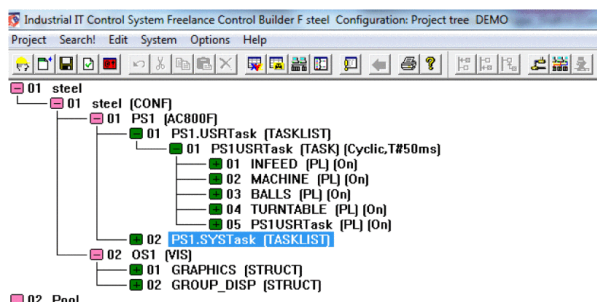 Industrial IT Control System Freelance Control Builder F steel Configuration: Project tree DEMO
Project Search! Edit System Options Help
01 steel
01 steel (CONF)
01 PS1 (AC800F)
01 PS1.USRTask (TASKLIST)
01 PS1USRTask (TASK) (Cyclic,T#50ms)
01 INFEED (PL) (On)
02 MACHINE (PL) (On)
03 BALLS (PL) (On)
04 TURNTABLE (PL) (On)
05 PS1USRTask (PL) (On)
02 PS1.SYSTask (TASKLIST)
02 OS1 (VIS)
01 GRAPHICS (STRUCT)
02 GROUP_DISP (STRUCT)
02 Pool